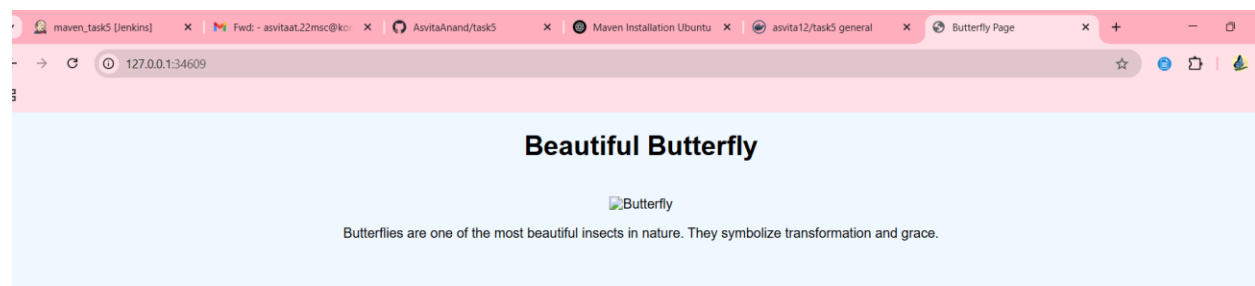 maven_task5 [Jenkins]
Fwd: - asvitaat.22msc@ko
AsvitaAnand/task5
Maven Installation Ubuntu
asvita12/task5 general
Butterfly Page
127.0.0.1:34609
Beautiful Butterfly
Butterfly
Butterflies are one of the most beautiful insects in nature. They symbolize transformation and grace.